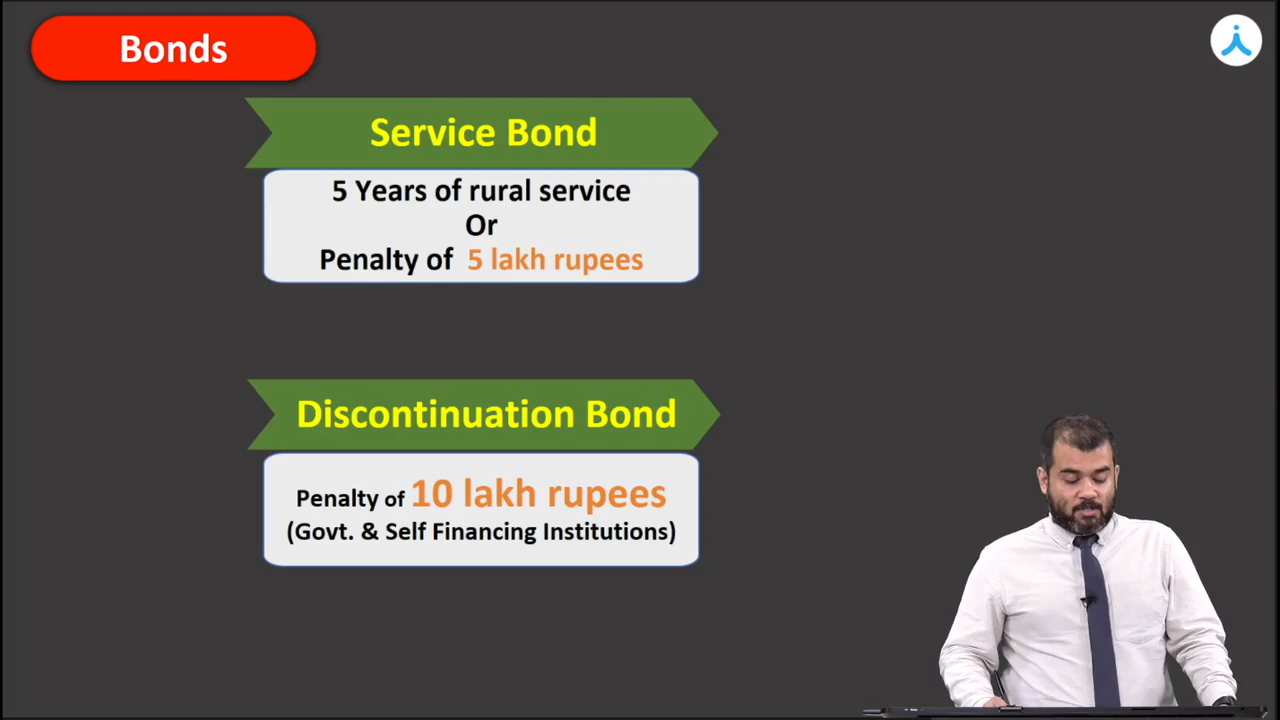 Bonds
Service Bond
5 Years of rural service
Or
Penalty of 5 lakh rupees
Discontinuation Bond
Penalty of 10 lakh rupees
(Govt. & Self Financing Institutions)